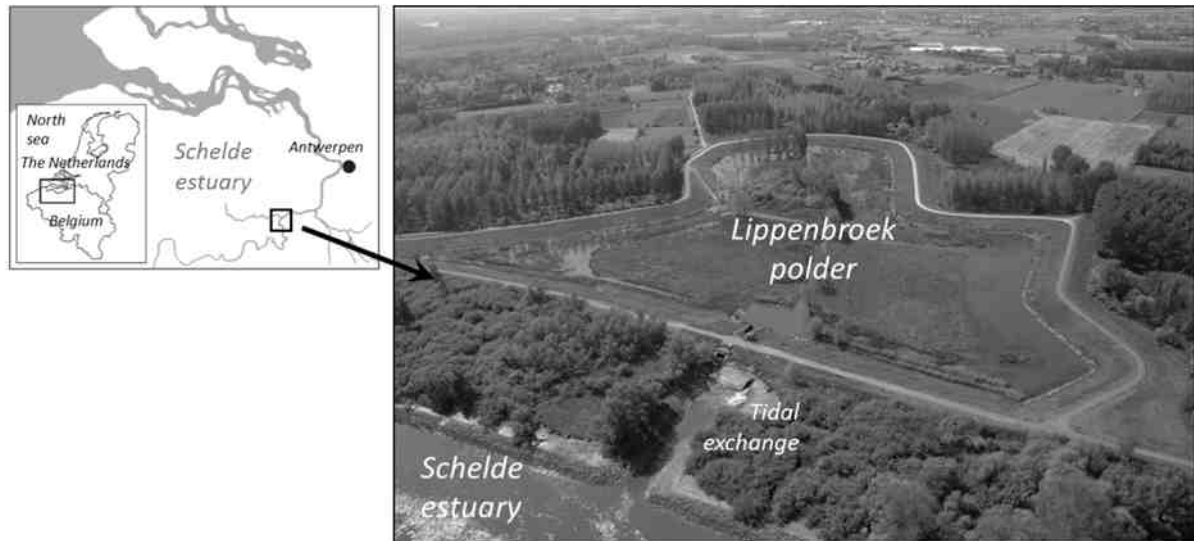 North
sea
The Netherlands
Belgium
Schelde
estuary
Antwerpen
Lippenbroek
polder
Tidal
exchange
Schelde
estuary